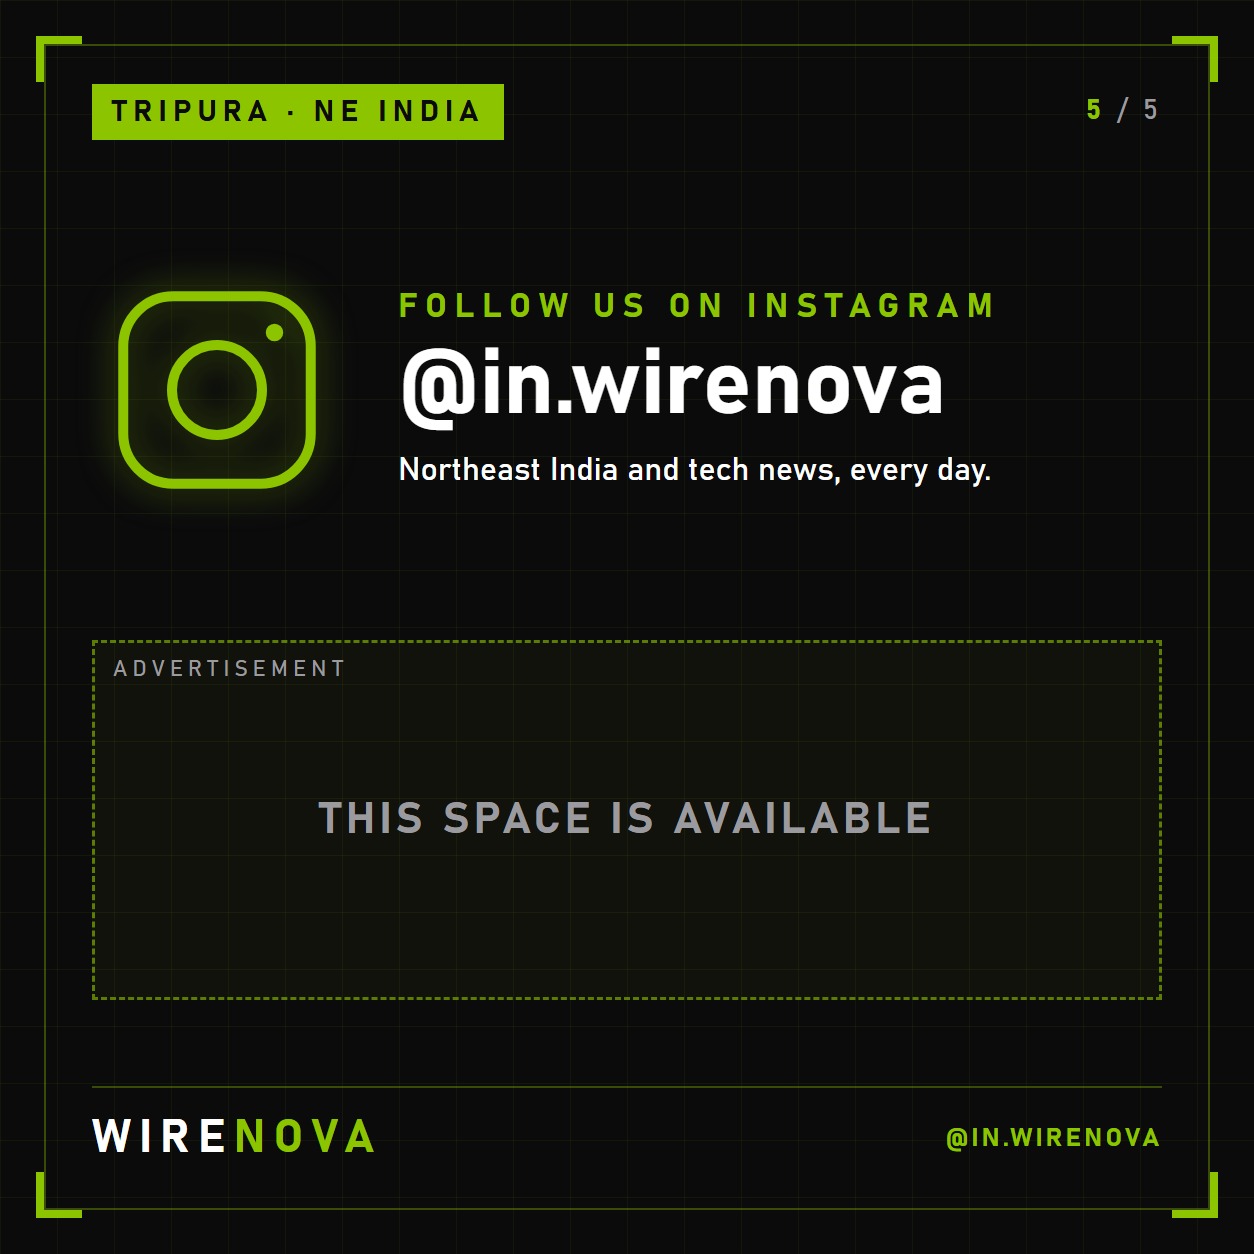 TRIPURA · NE INDIA
5 / 5
FOLLOW US ON INSTAGRAM
@in.wirenova
Northeast India and tech news, every day.
ADVERTISEMENT
THIS SPACE IS AVAILABLE
WIRENOVA
@IN.WIRENOVA